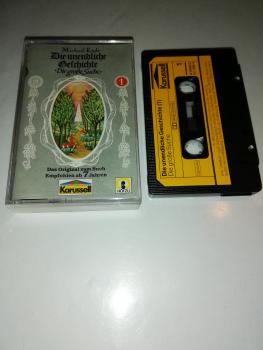 Michael Ende
Die unendliche
Geschichte
Die große Suche
1
Das Original zum Buch
Empfohlen ab 7 Jahren
Karussell
Karussell
1
Die unendliche Geschichte (1)
Die große Suche